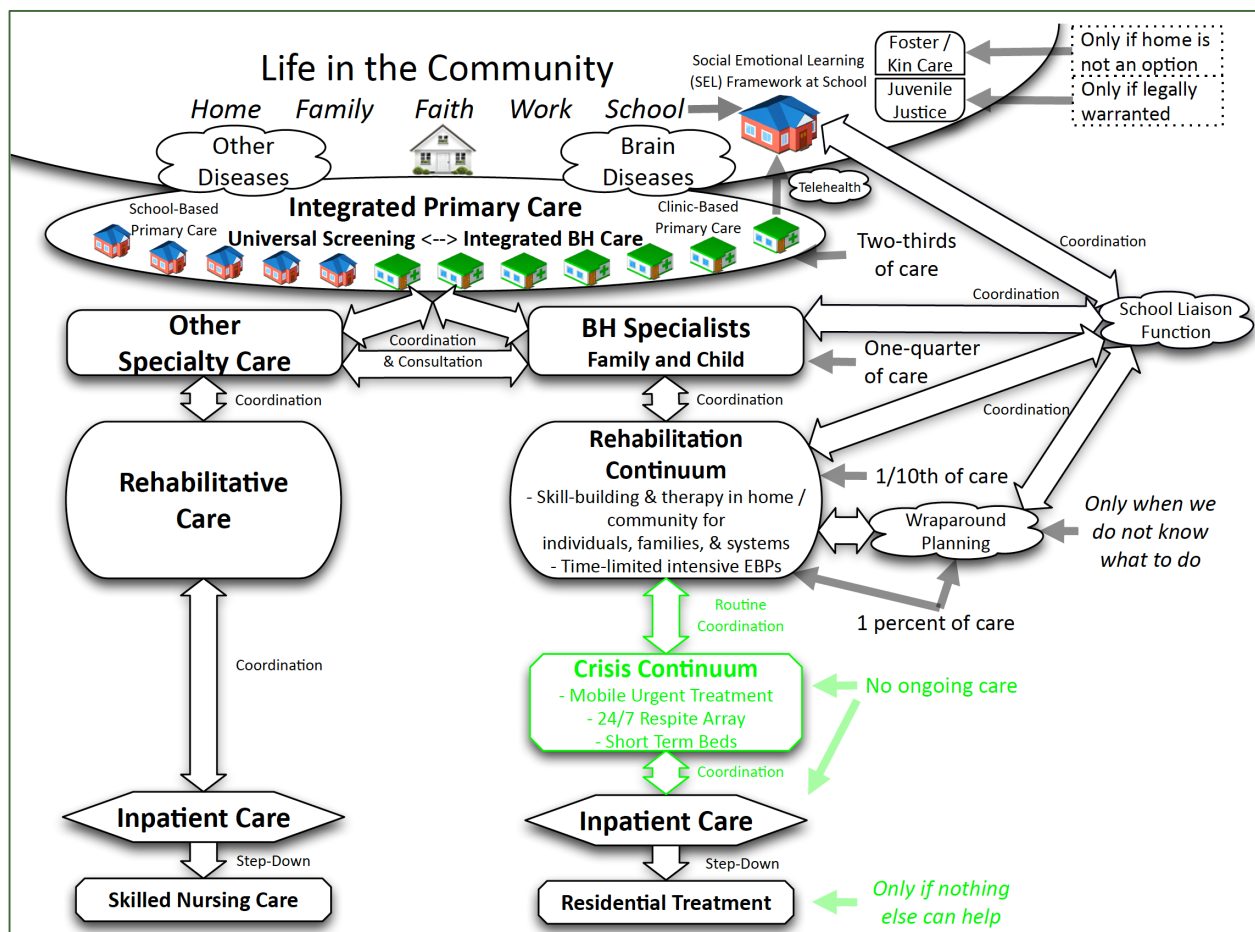 Life in the Community
Home Family Faith Work School
Social Emotional Learning
(SEL) Framework at School
Foster /
Kin Care
Juvenile
Justice
Only if home is
not an option
Only if legally
warranted
Other
Diseases
Brain
Diseases
Telehealth
School-Based
Primary Care
Integrated Primary Care
Clinic-Based
Primary Care
Universal Screening <--> Integrated BH Care
Two-thirds
of care
Coordination
Coordination
School Liaison
Function
Other
Specialty Care
Coordination
& Consultation
BH Specialists
Family and Child
One-quarter
of care
Coordination
Coordination
Coordination
Rehabilitative
Care
Rehabilitation
Continuum
- Skill-building & therapy in home /
community for
individuals, families, & systems
- Time-limited intensive EBPs
1/10th of care
Wraparound
Planning
Only when we
do not know
what to do
1 percent of care
Routine
Coordination
Coordination
Crisis Continuum
- Mobile Urgent Treatment
- 24/7 Respite Array
- Short Term Beds
No ongoing care
Coordination
Inpatient Care
Inpatient Care
Step-Down
Step-Down
Skilled Nursing Care
Residential Treatment
Only if nothing
else can help